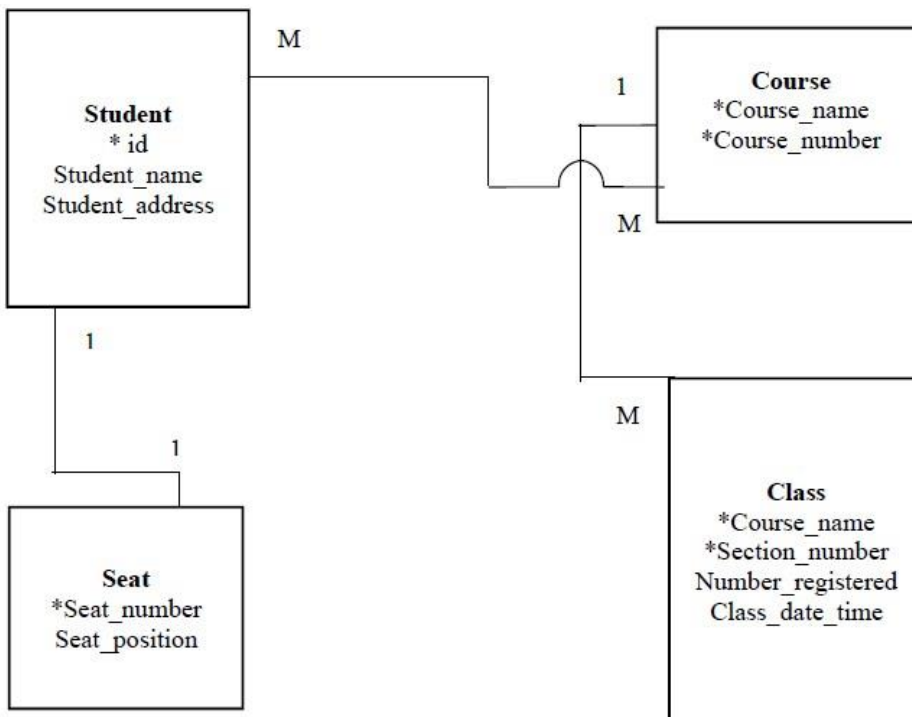 M
Student
* id
Student_name
Student_address
1
Course
*Course_name
*Course_number
M
1
1
M
Seat
*Seat_number
Seat_position
Class
*Course_name
*Section_number
Number_registered
Class_date_time